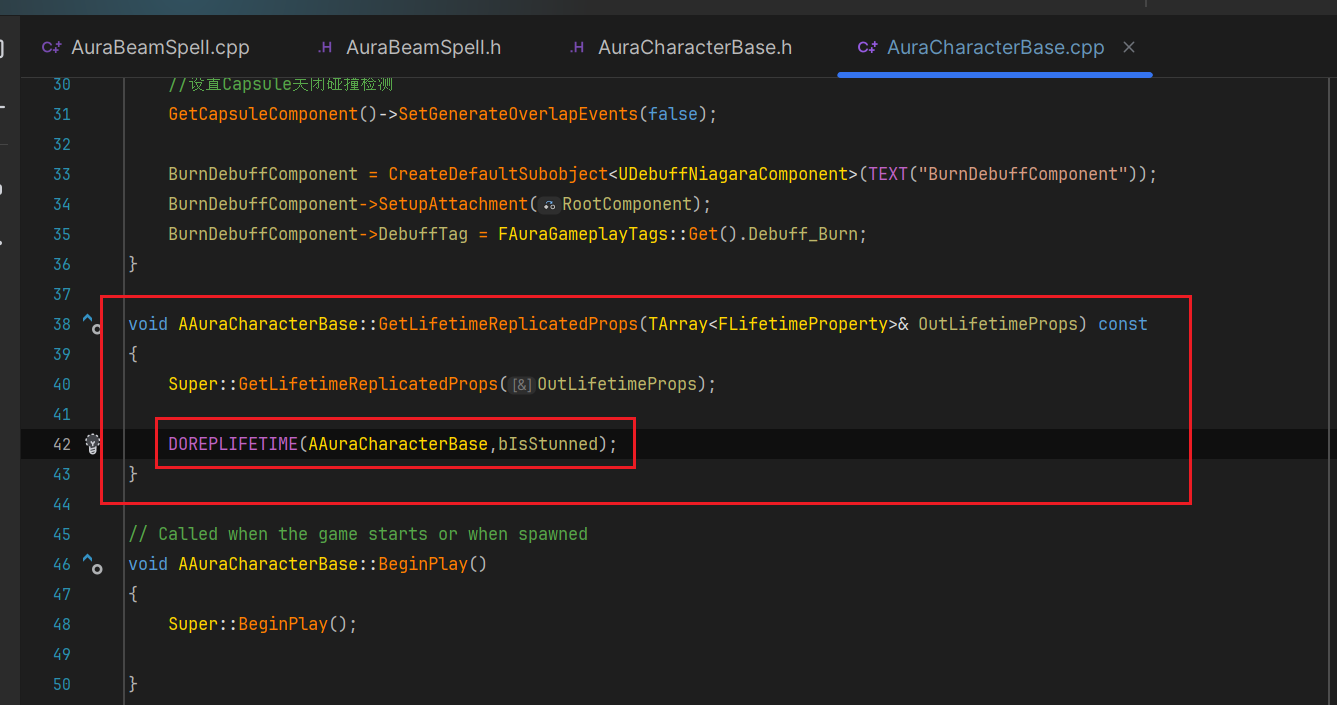 AuraBeamSpell.cpp .H AuraBeamSpell.h .H AuraCharacterBase.h AuraCharacterBase.cpp
30 //设置Capsule关闭碰撞检测
31 GetCapsuleComponent()->SetGenerateOverlapEvents(false);
32
33 BurnDebuffComponent = CreateDefaultSubobject<UDebuffNiagaraComponent>(TEXT("BurnDebuffComponent"));
34 BurnDebuffComponent->SetupAttachment(RootComponent);
35 BurnDebuffComponent->DebuffTag = FAuraGameplayTags::Get().Debuff_Burn;
36 }
37
38 void AAuraCharacterBase::GetLifetimeReplicatedProps(TArray<FLifetimeProperty>& OutLifetimeProps) const
39 {
40 Super::GetLifetimeReplicatedProps([&]OutLifetimeProps);
41
42 DOREPLIFETIME(AAuraCharacterBase,bIsStunned);
43 }
44
45 // Called when the game starts or when spawned
46 void AAuraCharacterBase::BeginPlay()
47 {
48 Super::BeginPlay();
49
50 }